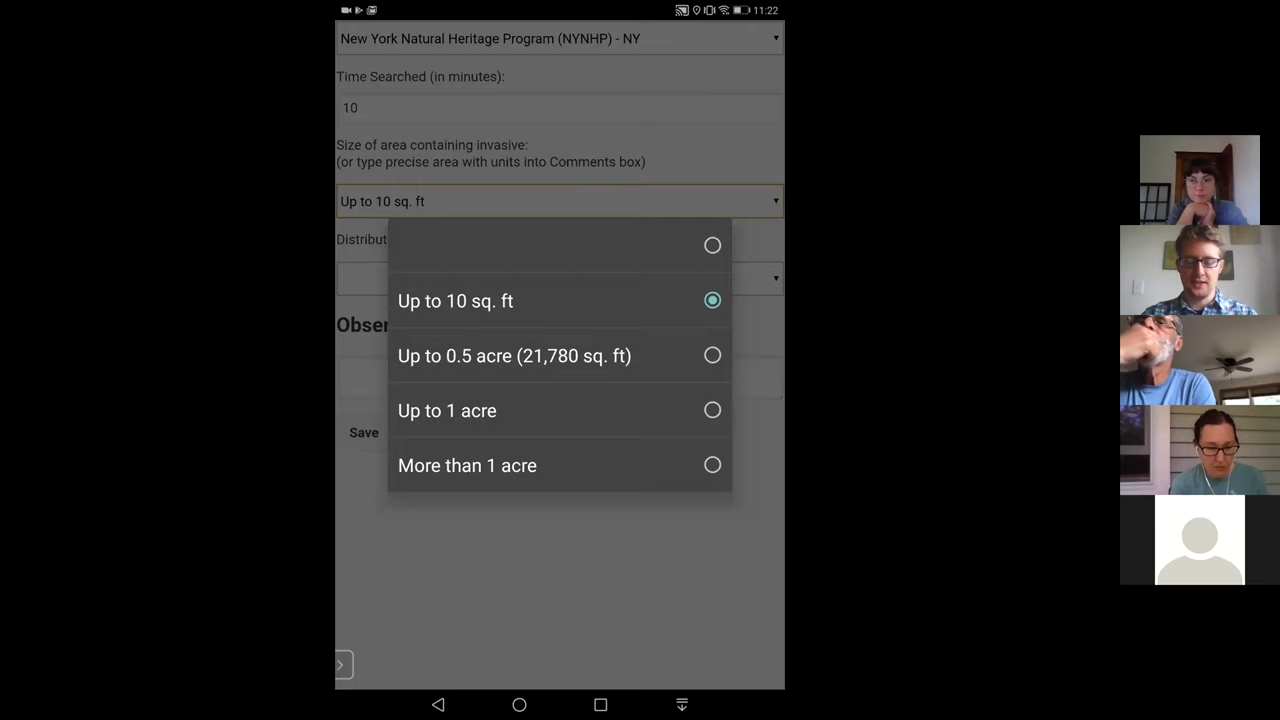 11:22
New York Natural Heritage Program (NYNHP) - NY
Time Searched (in minutes):
10
Size of area containing invasive:
(or type precise area with units into Comments box)
Up to 10 sq. ft
Distribut
Up to 10 sq. ft
Obser
Up to 0.5 acre (21,780 sq. ft)
Up to 1 acre
Save
More than 1 acre